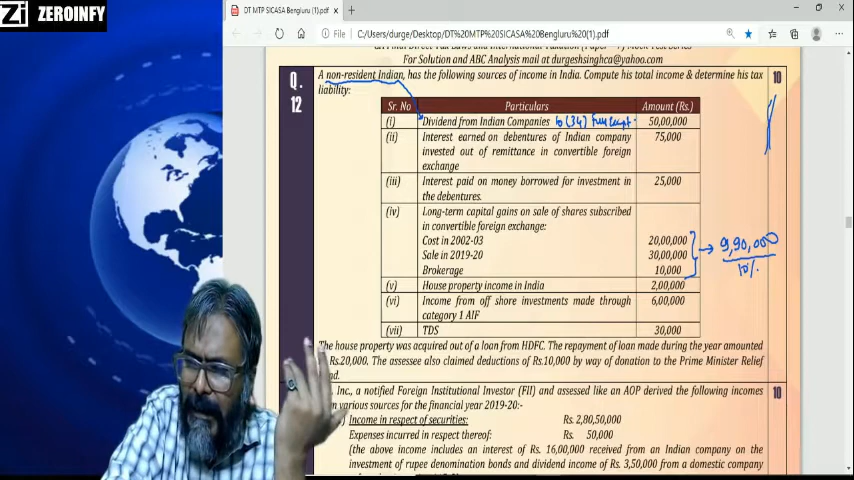 Zi ZEROINFY
DT MTP SICASA Bengluru (1).pdf
File | C:/Users/durge/Desktop/DT%20MTP%20SICASA%20Bengluru%20(1).pdf
For Solution and ABC Analysis mail at durgeshsinghca@yahoo.com
Q. 12
A non-resident Indian, has the following sources of income in India. Compute his total income & determine his tax liability: 10
Sr. No Particulars Amount (Rs.)
(i) Dividend from Indian Companies 10(34) 50,00,000
(ii) Interest earned on debentures of Indian company 75,000
invested out of remittance in convertible foreign
exchange
(iii) Interest paid on money borrowed for investment in 25,000
the debentures.
(iv) Long-term capital gains on sale of shares subscribed
in convertible foreign exchange:
Cost in 2002-03 20,00,000
Sale in 2019-20 30,00,000
Brokerage 10,000
9,90,000
10%
(v) House property income in India 2,00,000
(vi) Income from off shore investments made through 6,00,000
category 1 AIF
(vii) TDS 30,000
The house property was acquired out of a loan from HDFC. The repayment of loan made during the year amounted
Rs.20,000. The assessee also claimed deductions of Rs.10,000 by way of donation to the Prime Minister Relief
Inc., a notified Foreign Institutional Investor (FII) and assessed like an AOP derived the following incomes 10
various sources for the financial year 2019-20:-
Income in respect of securities: Rs. 2,80,50,000
Expenses incurred in respect thereof: Rs. 50,000
(the above income includes an interest of Rs. 16,00,000 received from an Indian company on the
investment of rupee denomination bonds and dividend income of Rs. 3,50,000 from a domestic company